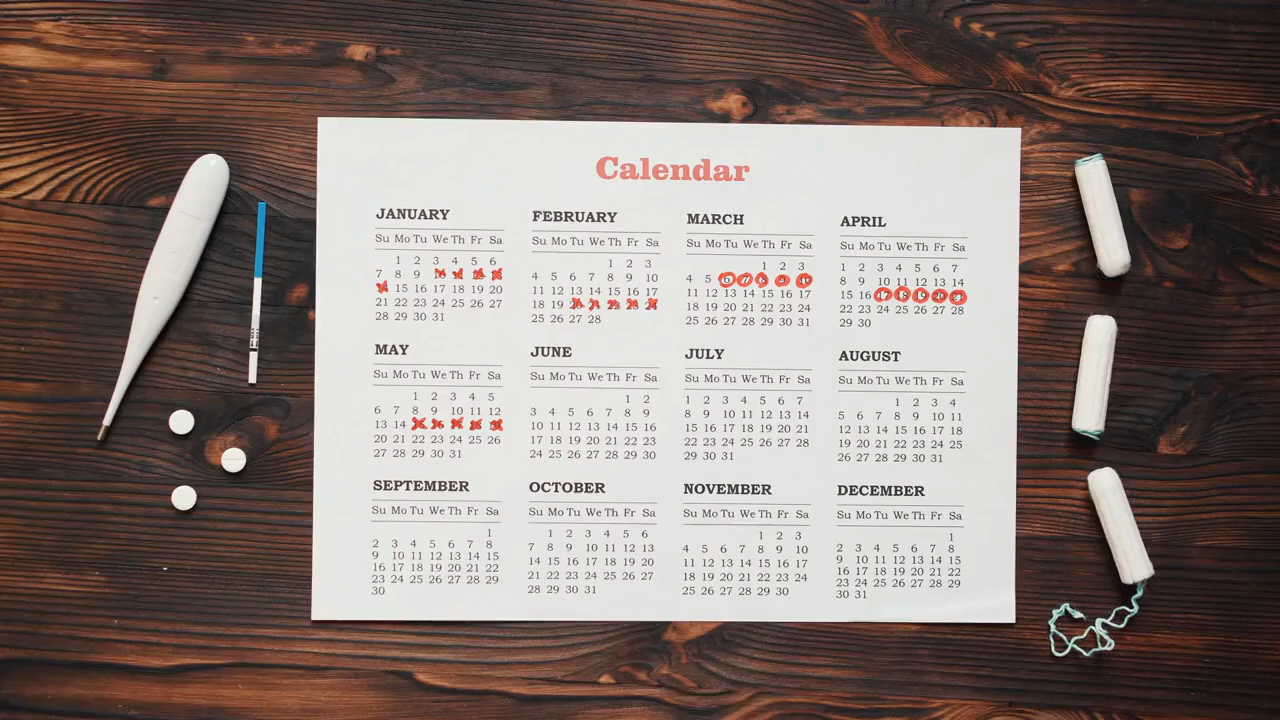 Calendar
JANUARY
Su Mo Tu We Th Fr Sa
1 2 3 4 5 6
7 8 9
15 16 17 18 19 20
21 22 23 24 25 26 27
28 29 30 31
FEBRUARY
Su Mo Tu We Th Fr Sa
1 2 3
4 5 6 7 8 9 10
11 12 13 14 15 16 17
18 19
25 26 27 28
MARCH
Su Mo Tu We Th Fr Sa
1 2 3
4 5 6 7 8 9 10
11 12 13 14 15 16 17
18 19 20 21 22 23 24
25 26 27 28 29 30 31
APRIL
Su Mo Tu We Th Fr Sa
1 2 3 4 5 6 7
8 9 10 11 12 13 14
15 16 17 18 19 20 21
22 23 24 25 26 27 28
29 30
MAY
Su Mo Tu We Th Fr Sa
1 2 3 4 5
6 7 8 9 10 11 12
13 14
20 21 22 23 24 25 26
27 28 29 30 31
JUNE
Su Mo Tu We Th Fr Sa
1 2
3 4 5 6 7 8 9
10 11 12 13 14 15 16
17 18 19 20 21 22 23
24 25 26 27 28 29 30
JULY
Su Mo Tu We Th Fr Sa
1 2 3 4 5 6 7
8 9 10 11 12 13 14
15 16 17 18 19 20 21
22 23 24 25 26 27 28
29 30 31
AUGUST
Su Mo Tu We Th Fr Sa
1 2 3 4
5 6 7 8 9 10 11
12 13 14 15 16 17 18
19 20 21 22 23 24 25
26 27 28 29 30 31
SEPTEMBER
Su Mo Tu We Th Fr Sa
1
2 3 4 5 6 7 8
9 10 11 12 13 14 15
16 17 18 19 20 21 22
23 24 25 26 27 28 29
30
OCTOBER
Su Mo Tu We Th Fr Sa
1 2 3 4 5 6
7 8 9 10 11 12 13
14 15 16 17 18 19 20
21 22 23 24 25 26 27
28 29 30 31
NOVEMBER
Su Mo Tu We Th Fr Sa
1 2 3
4 5 6 7 8 9 10
11 12 13 14 15 16 17
18 19 20 21 22 23 24
25 26 27 28 29 30
DECEMBER
Su Mo Tu We Th Fr Sa
1
2 3 4 5 6 7 8
9 10 11 12 13 14 15
16 17 18 19 20 21 22
23 24 25 26 27 28 29
30 31